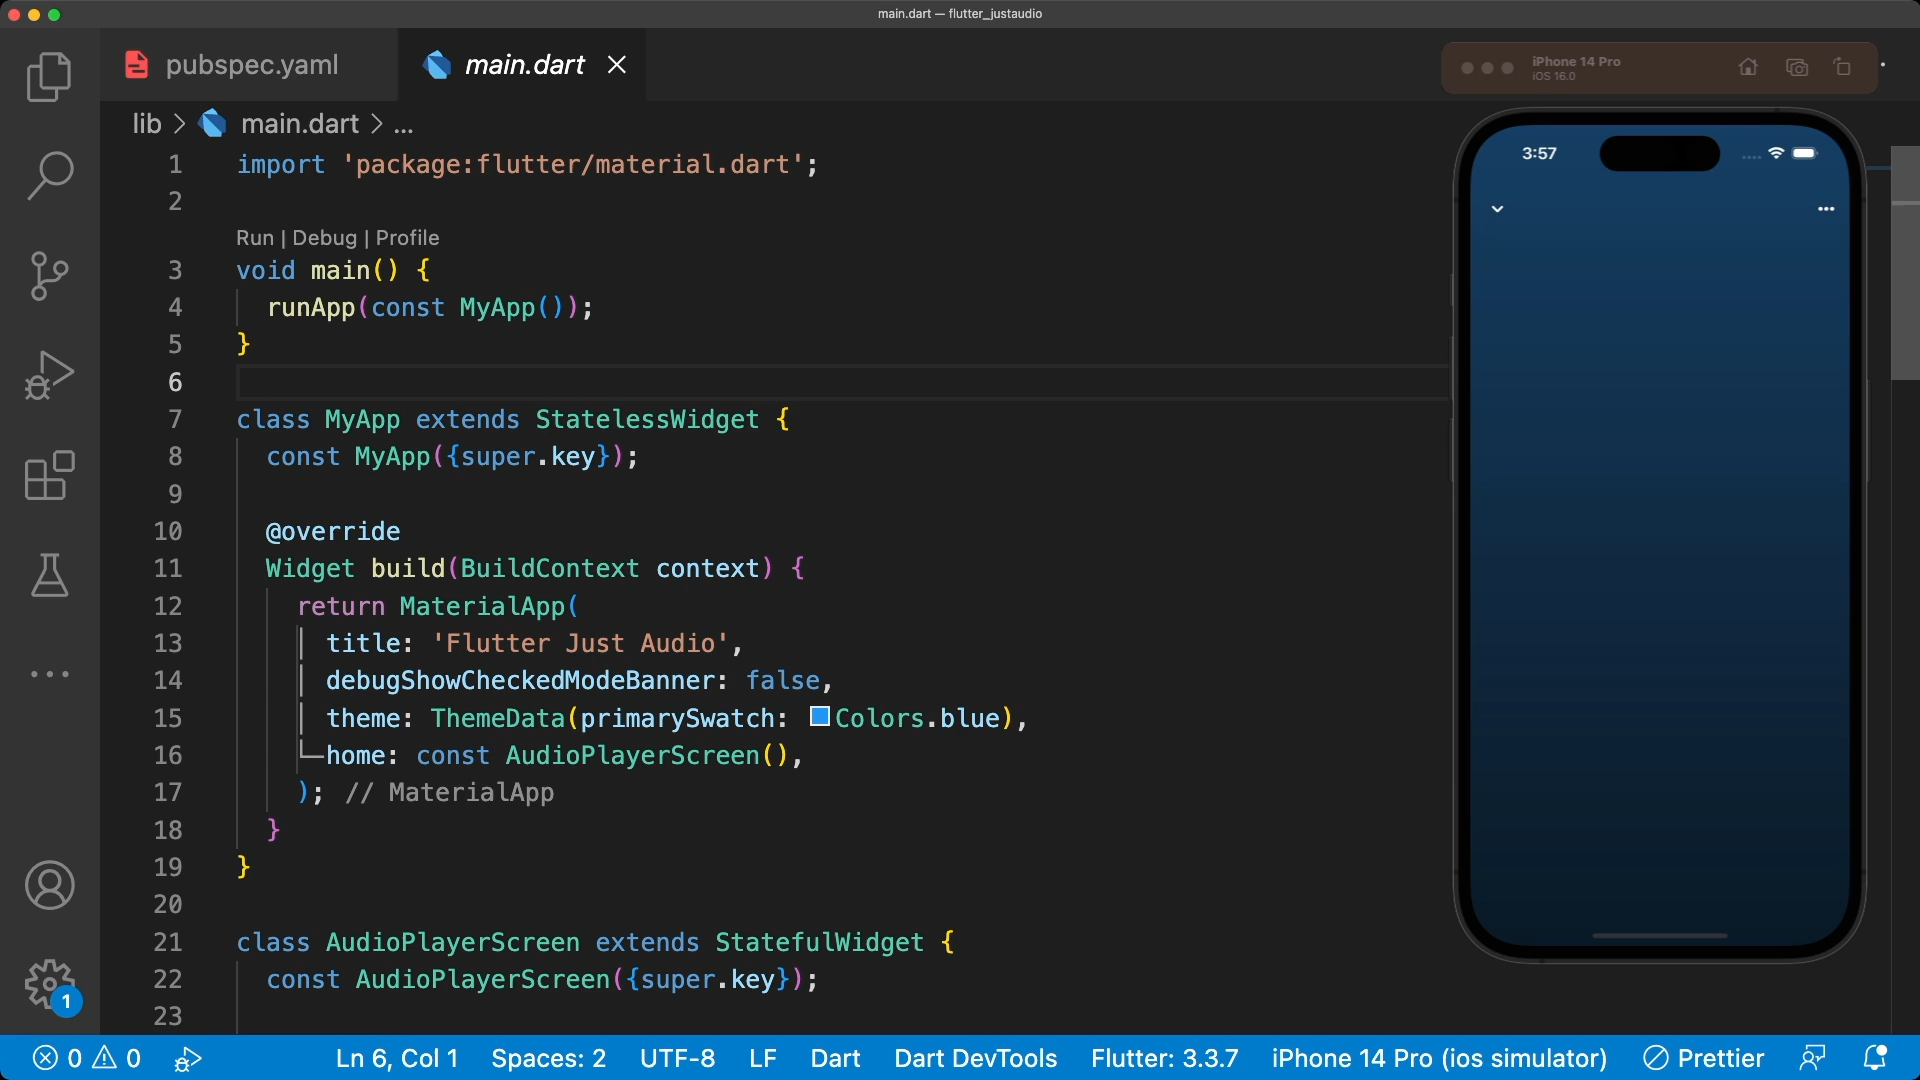 main.dart — flutter_justaudio
pubspec.yaml
main.dart
iPhone 14 Pro
iOS 16.0
lib > main.dart > ...
1 import 'package:flutter/material.dart';
2
Run | Debug | Profile
3 void main() {
4 runApp(const MyApp());
5 }
6
7 class MyApp extends StatelessWidget {
8 const MyApp({super.key});
9
10 @override
11 Widget build(BuildContext context) {
12 return MaterialApp(
13 title: 'Flutter Just Audio',
14 debugShowCheckedModeBanner: false,
15 theme: ThemeData(primarySwatch: Colors.blue),
16 home: const AudioPlayerScreen(),
17 ); // MaterialApp
18 }
19 }
20
21 class AudioPlayerScreen extends StatefulWidget {
22 const AudioPlayerScreen({super.key});
23
3:57
1
0 0 Ln 6, Col 1 Spaces: 2 UTF-8 LF Dart Dart DevTools Flutter: 3.3.7 iPhone 14 Pro (ios simulator) Prettier